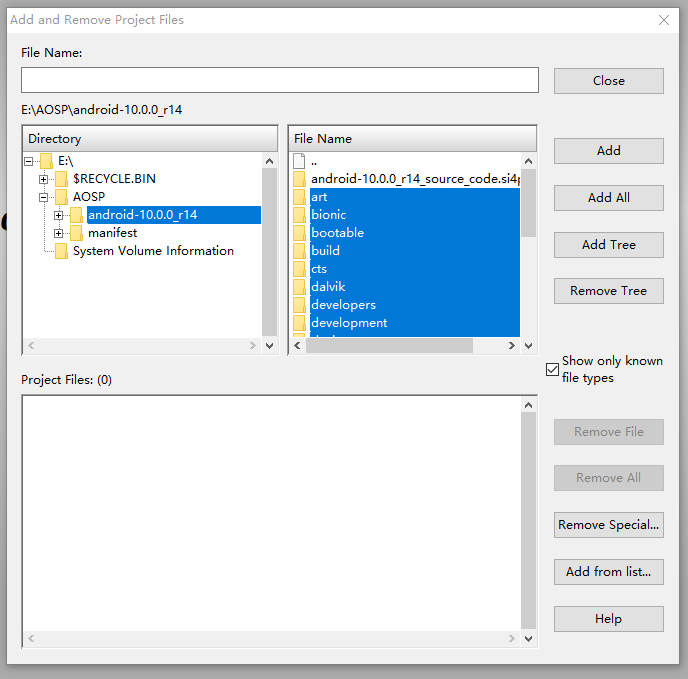 Add and Remove Project Files
File Name:
Close
E:\AOSP\android-10.0.0_r14
Directory
File Name
E:\
$RECYCLE.BIN
AOSP
android-10.0.0_r14
manifest
System Volume Information
..
android-10.0.0_r14_source_code.si4p
art
bionic
bootable
build
cts
dalvik
developers
development
Add
Add All
Add Tree
Remove Tree
Show only known
file types
Project Files: (0)
Remove File
Remove All
Remove Special...
Add from list...
Help